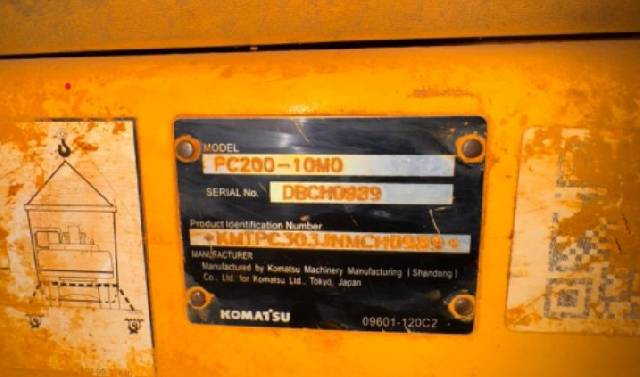 MODEL
PC200-10M0
SERIAL No. DBCH0989
Product Identification Number
MANUFACTURER
Manufactured by Komatsu Machinery Manufacturing (Shandong)
Co., Ltd. for Komatsu Ltd., Tokyo, Japan
KOMATSU 09601-120C2